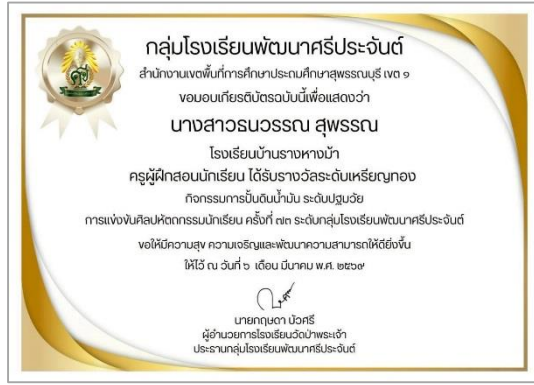 กลุ่มโรงเรียนพัฒนาศรีประจันต์
สำนักงานเขตพื้นที่การศึกษาประถมศึกษาสุพรรณบุรี เขต ๑
ขอมอบเกียรติบัตรฉบับนี้เพื่อแสดงว่า
นางสาวธนวรรณ สุพรรณ
โรงเรียนบ้านรางหางม้า
ครูผู้ฝึกสอนนักเรียน ได้รับรางวัลระดับเหรียญทอง
กิจกรรมการปั้นดินน้ำมัน ระดับปฐมวัย
การแข่งขันศิลปหัตถกรรมนักเรียน ครั้งที่ ๗๓ ระดับกลุ่มโรงเรียนพัฒนาศรีประจันต์
ขอให้มีความสุข ความเจริญและพัฒนาความสามารถให้ดียิ่งขึ้น
ให้ไว้ ณ วันที่ ๖ เดือน มีนาคม พ.ศ. ๒๕๖๙
นายกฤษดา บัวศรี
ผู้อำนวยการโรงเรียนวัดป่าพระเจ้า
ประธานกลุ่มโรงเรียนพัฒนาศรีประจันต์